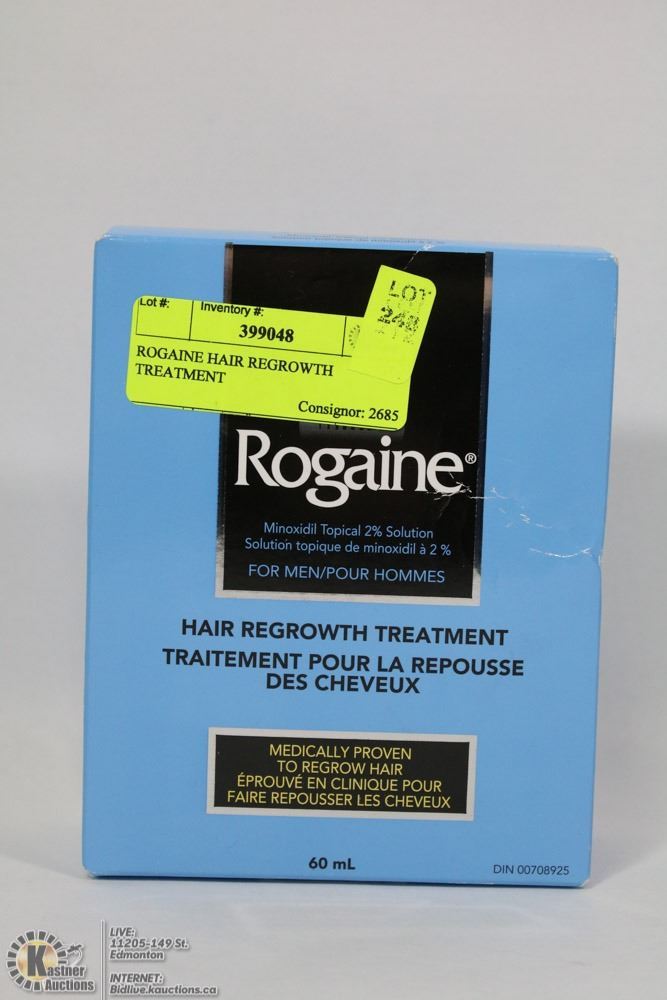 LOT
248
Lot #:
Inventory #:
399048
ROGAINE HAIR REGROWTH
TREATMENT
Consignor: 2685
Rogaine®
Minoxidil Topical 2% Solution
Solution topique de minoxidil à 2 %
FOR MEN/POUR HOMMES
HAIR REGROWTH TREATMENT
TRAITEMENT POUR LA REPOUSSE
DES CHEVEUX
MEDICALLY PROVEN
TO REGROW HAIR
ÉPROUVÉ EN CLINIQUE POUR
FAIRE REPOUSSER LES CHEVEUX
60 mL
DIN 00708925
Kastner
Auctions
LIVE:
11205-149 St.
Edmonton
INTERNET:
Bidlive.kauctions.ca